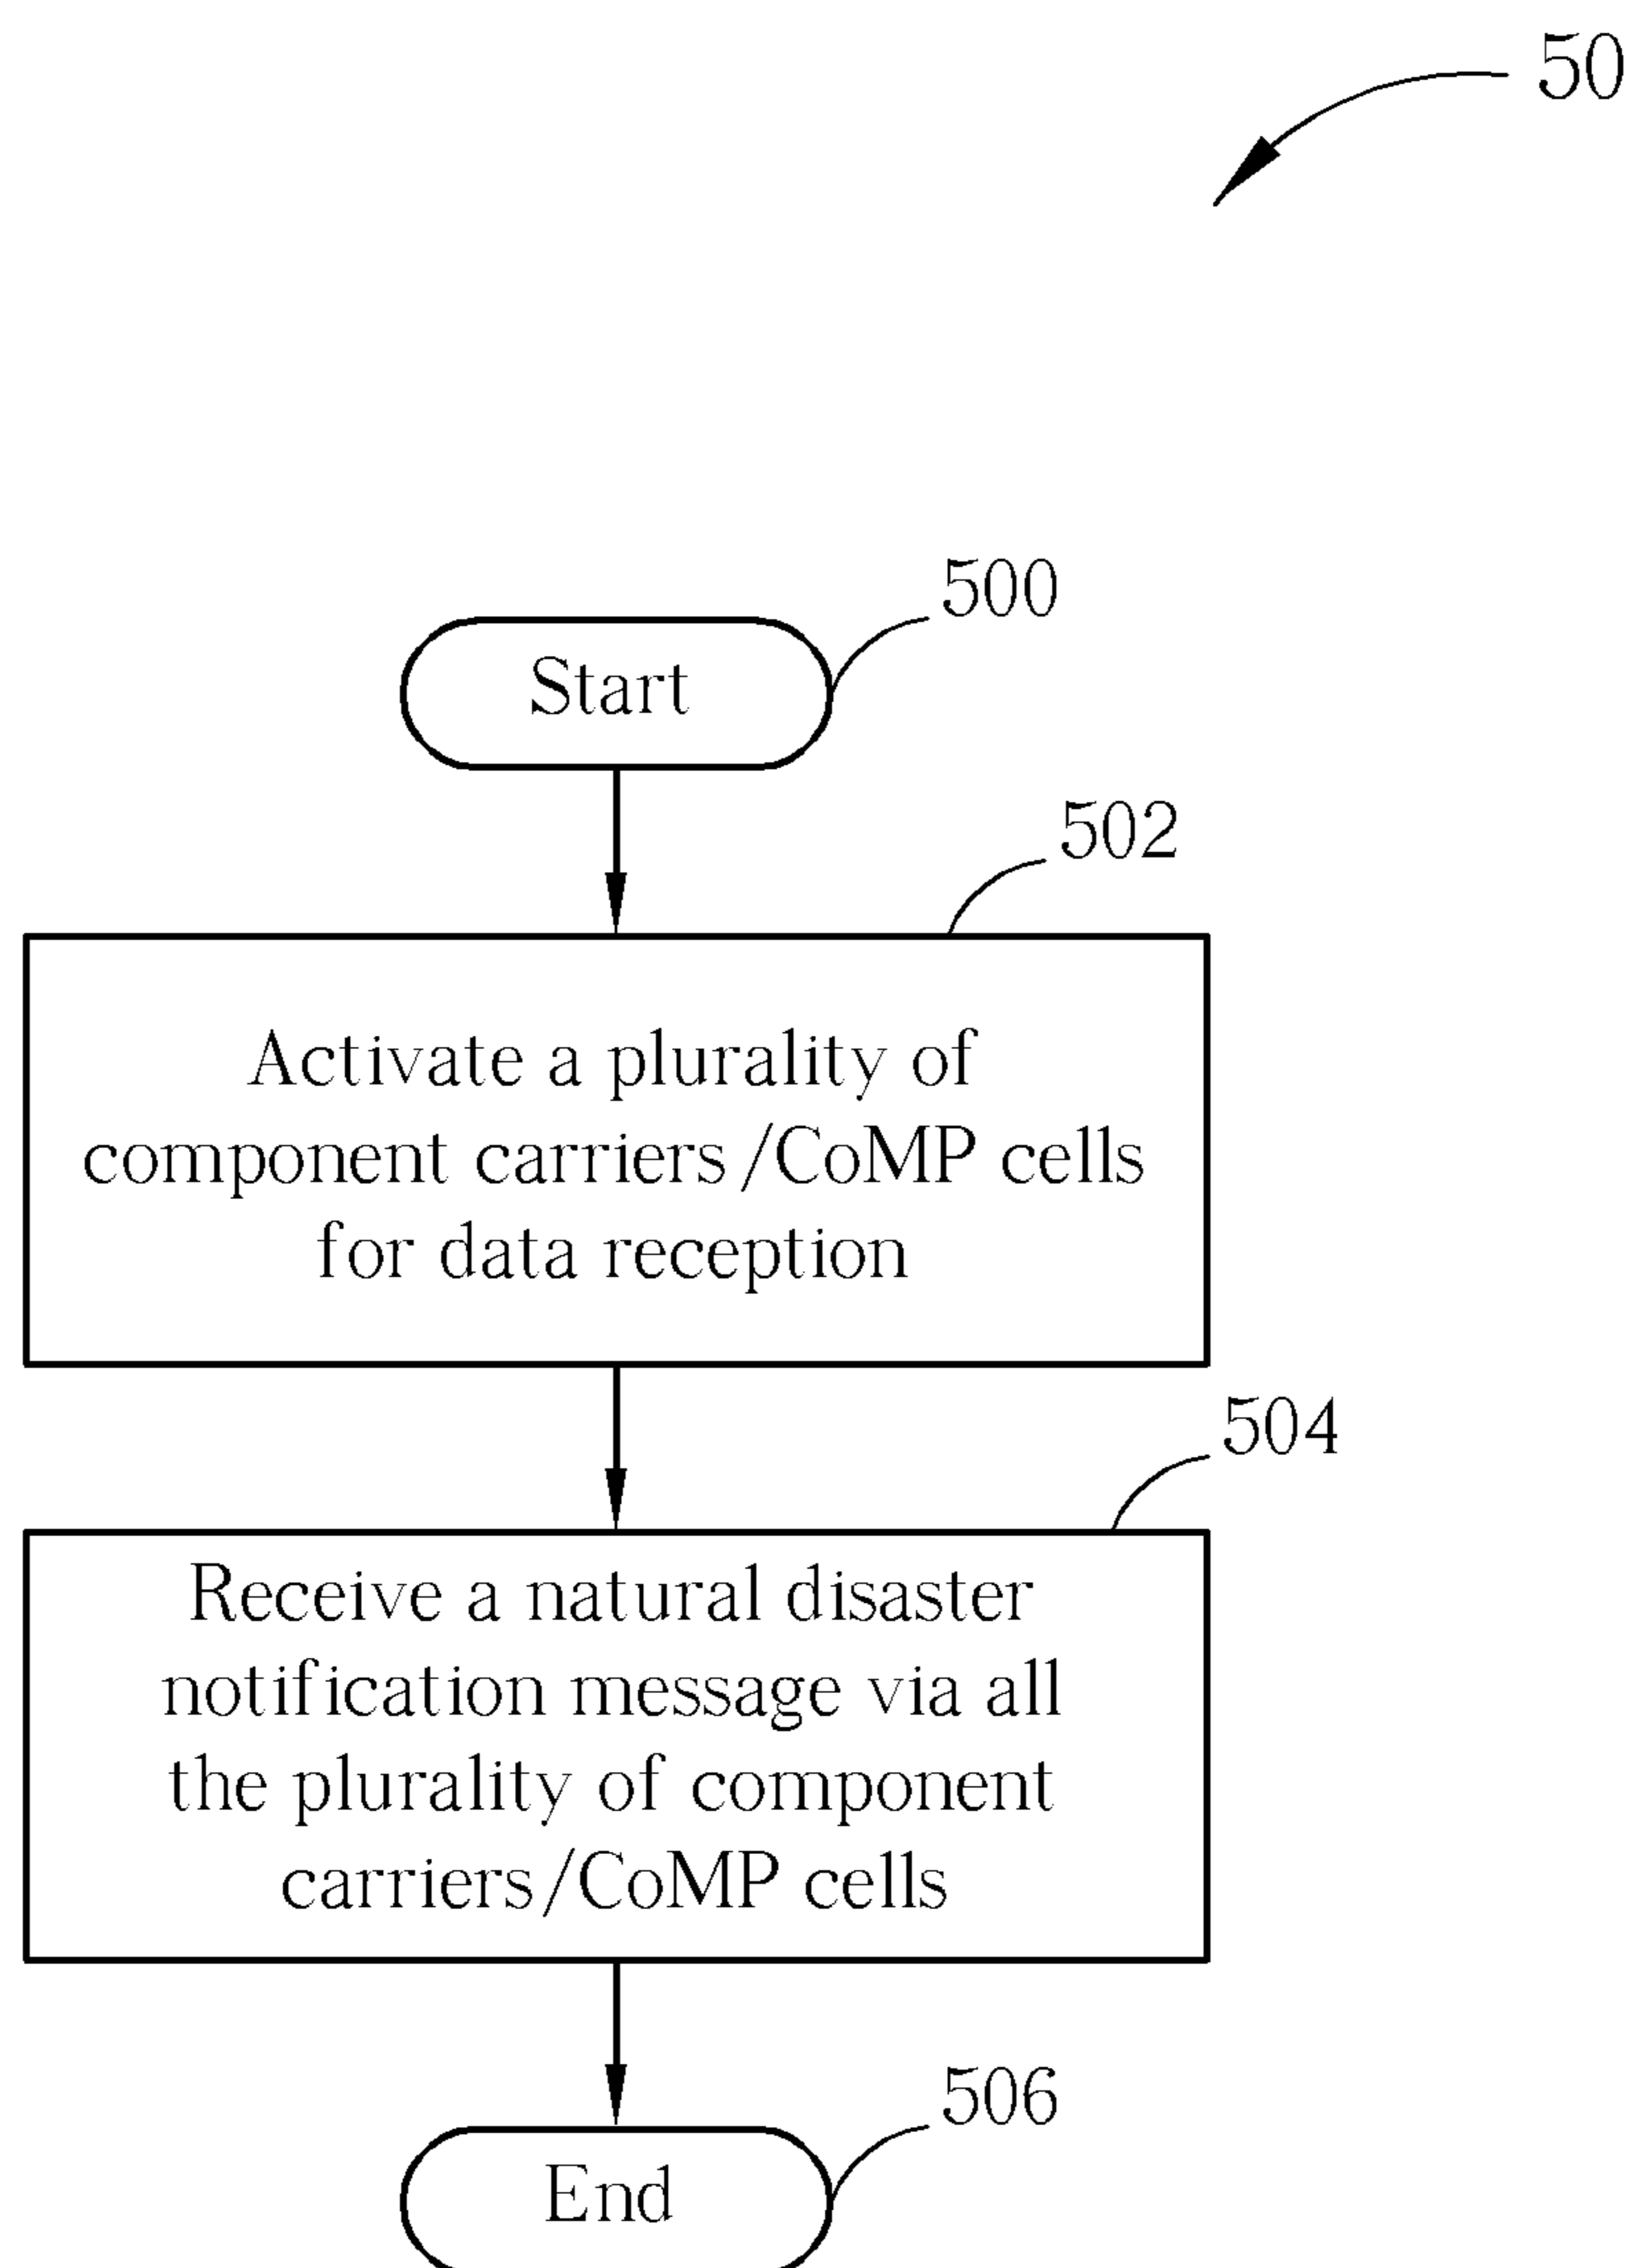 50
500
Start
502
Activate a plurality of
component carriers/CoMP cells
for data reception
504
Receive a natural disaster
notification message via all
the plurality of component
carriers/CoMP cells
506
End